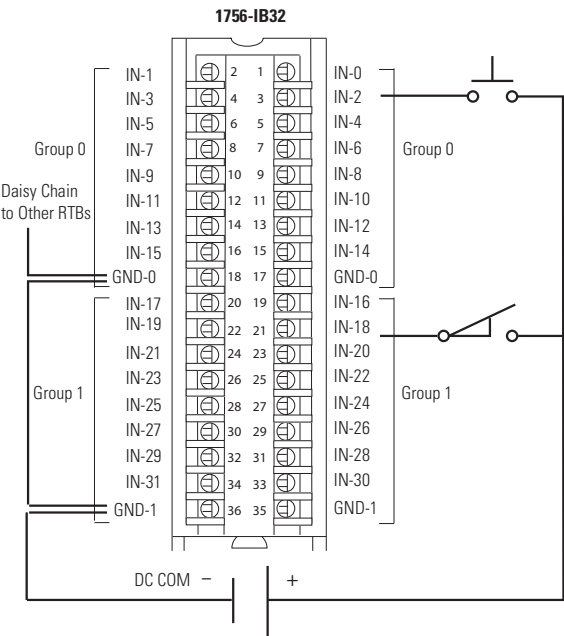 1756-IB32
IN-1 2 1 IN-0
IN-3 4 3 IN-2
IN-5 6 5 IN-4
IN-7 8 7 IN-6
Group 0 Group 0
IN-9 10 9 IN-8
Daisy Chain
to Other RTBs
IN-11 12 11 IN-10
IN-13 14 13 IN-12
IN-15 16 15 IN-14
GND-0 18 17 GND-0
IN-17 20 19 IN-16
IN-19 22 21 IN-18
IN-21 24 23 IN-20
IN-23 26 25 IN-22
Group 1 Group 1
IN-25 28 27 IN-24
IN-27 30 29 IN-26
IN-29 32 31 IN-28
IN-31 34 33 IN-30
GND-1 36 35 GND-1
DC COM – +